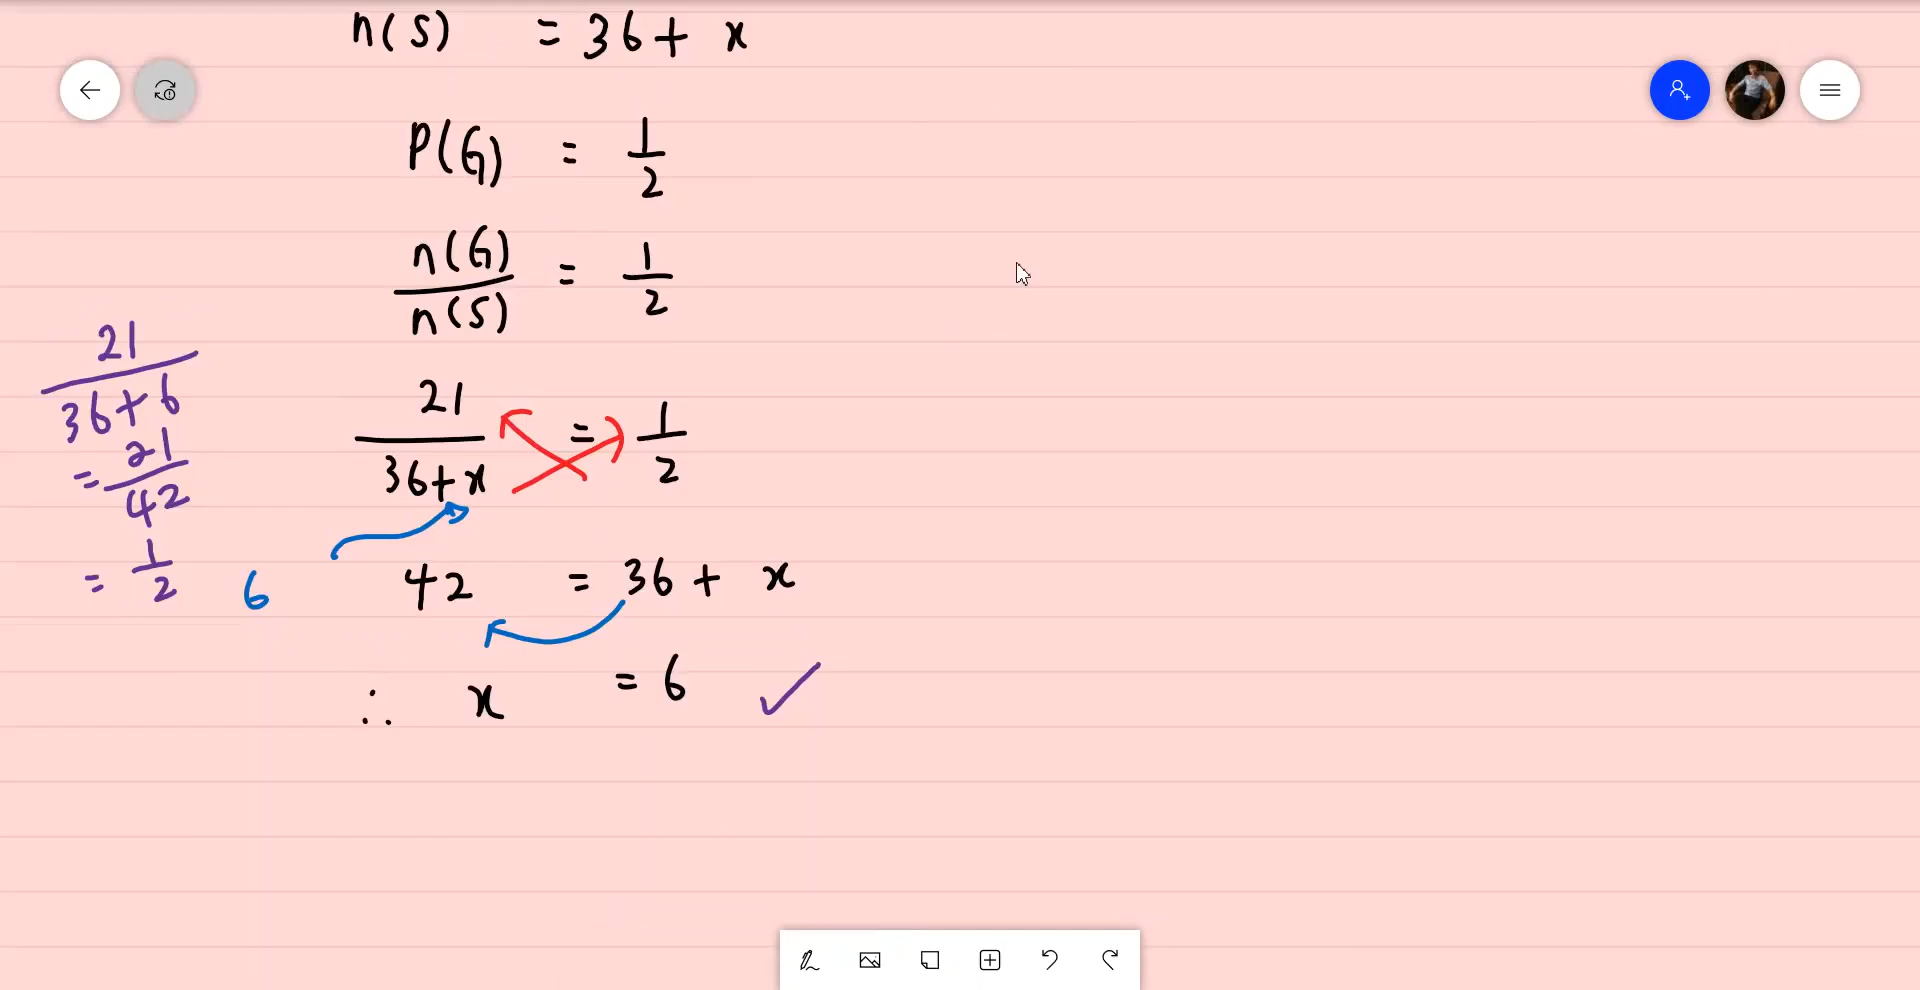 n(S) = 36 + x
P(G) = 1/2
n(G)/n(S) = 1/2
21/(36+x) = 1/2
42 = 36 + x
∴ x = 6 ✓
21/(36+6)
= 21/42
= 1/2
6